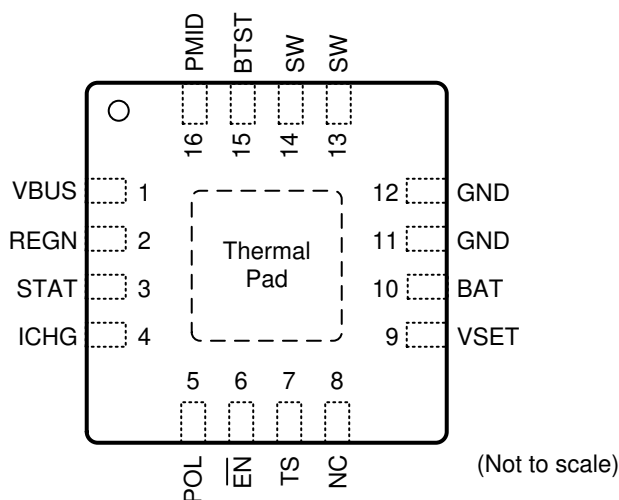 PMID
BTST
SW
SW
16
15
14
13
VBUS 1
12 GND
REGN 2
11 GND
STAT 3
10 BAT
ICHG 4
9 VSET
Thermal
Pad
5
6
7
8
POL
E̅N̅
TS
NC
(Not to scale)